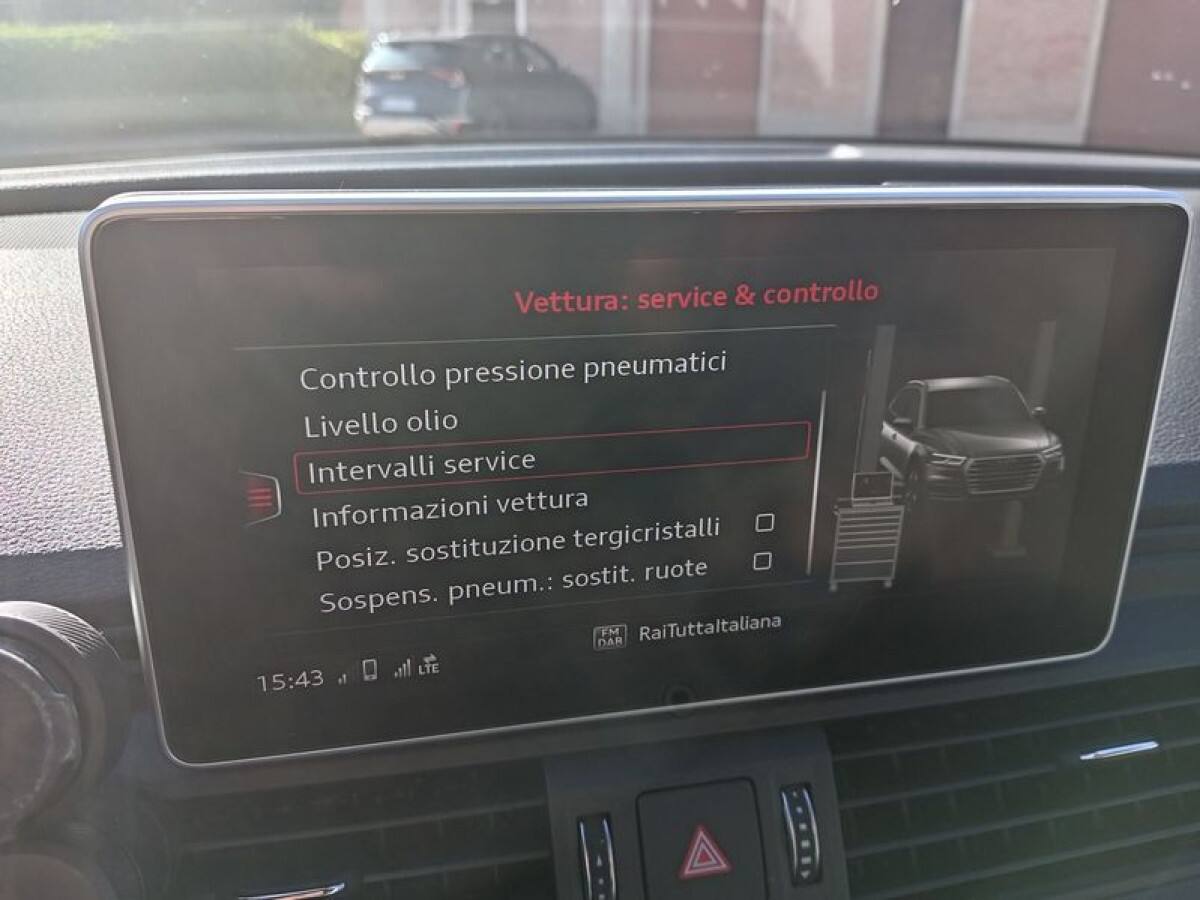 Vettura: service & controllo
Controllo pressione pneumatici
Livello olio
Intervalli service
Informazioni vettura
Posiz. sostituzione tergicristalli
Sospens. pneum.: sostit. ruote
FM DAB RaiTuttaItaliana
15:43 LTE